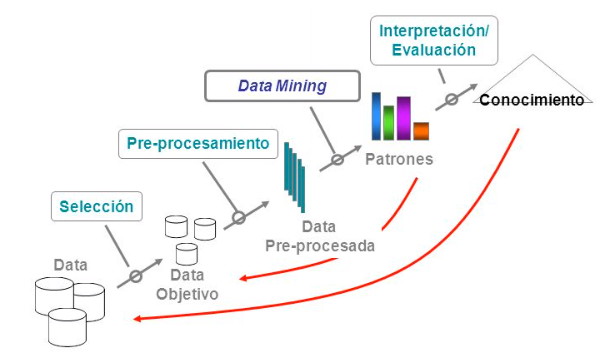 Interpretación/
Evaluación
Data Mining
Conocimiento
Pre-procesamiento
Patrones
Selección
Data
Pre-procesada
Data
Data
Objetivo